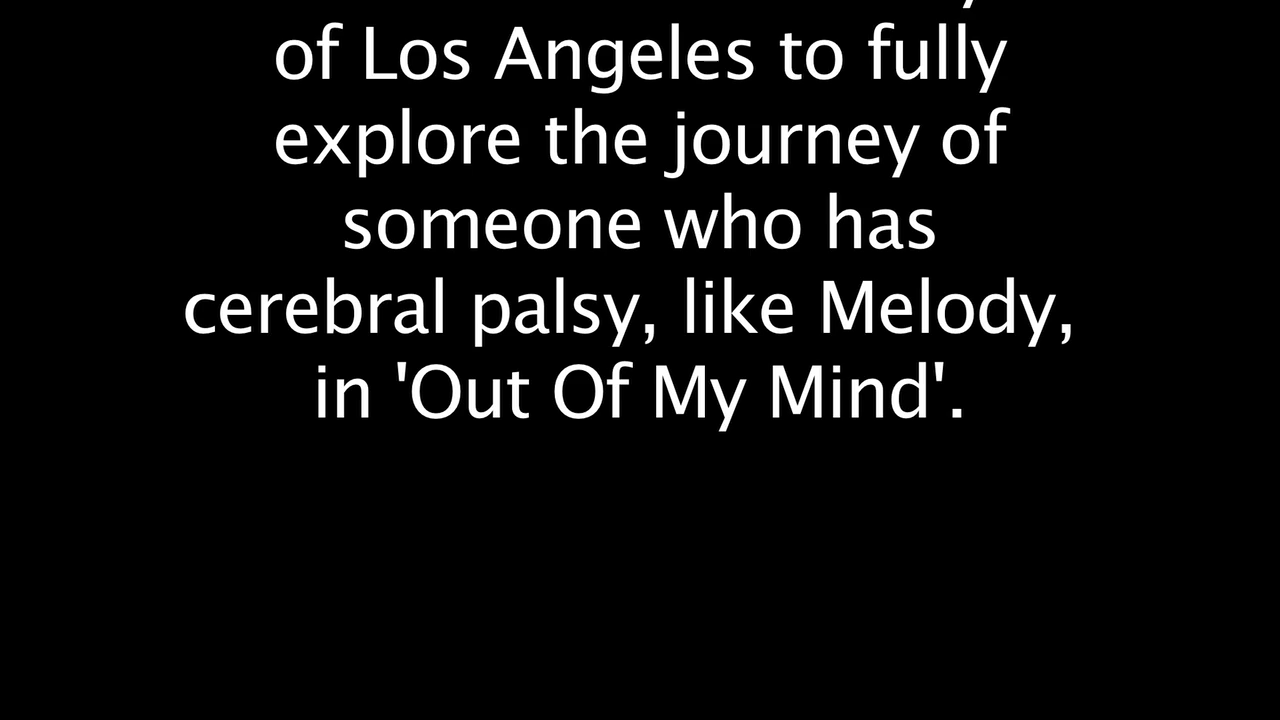 of Los Angeles to fully
explore the journey of
someone who has
cerebral palsy, like Melody,
in 'Out Of My Mind'.